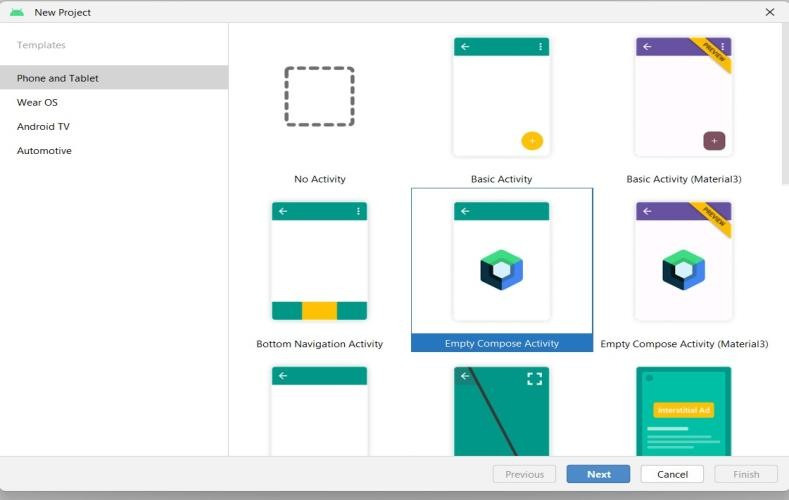 New Project
Templates
Phone and Tablet
Wear OS
Android TV
Automotive
No Activity
Basic Activity
PREVIEW
Basic Activity (Material3)
Bottom Navigation Activity
Empty Compose Activity
PREVIEW
Empty Compose Activity (Material3)
Interstitial Ad
Previous
Next
Cancel
Finish